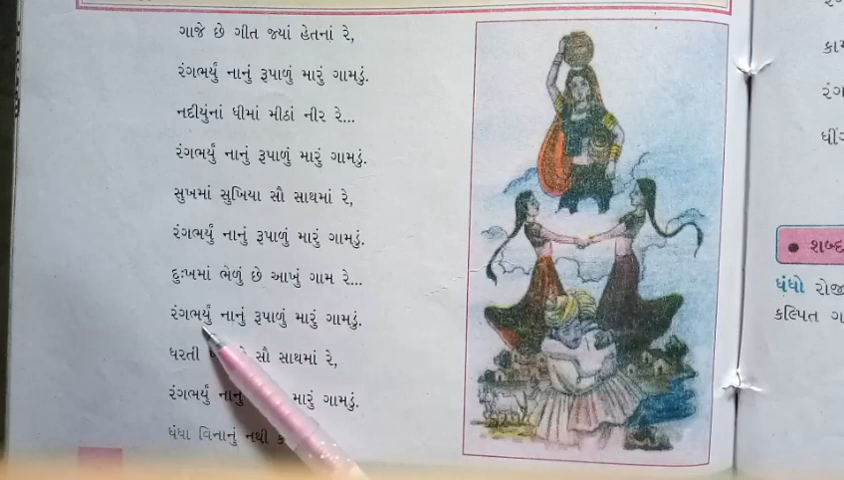 ગાજે છે ગીત જ્યાં હેતનાં રે,
રંગભર્યું નાનું રૂપાળું મારું ગામડું.
નદીયુંનાં ધીમાં મીઠાં નીર રે...
રંગભર્યું નાનું રૂપાળું મારું ગામડું.
સુખમાં સુખિયા સૌ સાથમાં રે,
રંગભર્યું નાનું રૂપાળું મારું ગામડું.
દુઃખમાં ભેળું છે આખું ગામ રે...
રંગભર્યું નાનું રૂપાળું મારું ગામડું.
ધરતી સૌ સાથમાં રે,
રંગભર્યું નાનું મારું ગામડું.
ધંધા વિનાનું નથી
• શબ્દ
ધંધો રોજી
કલ્પિત